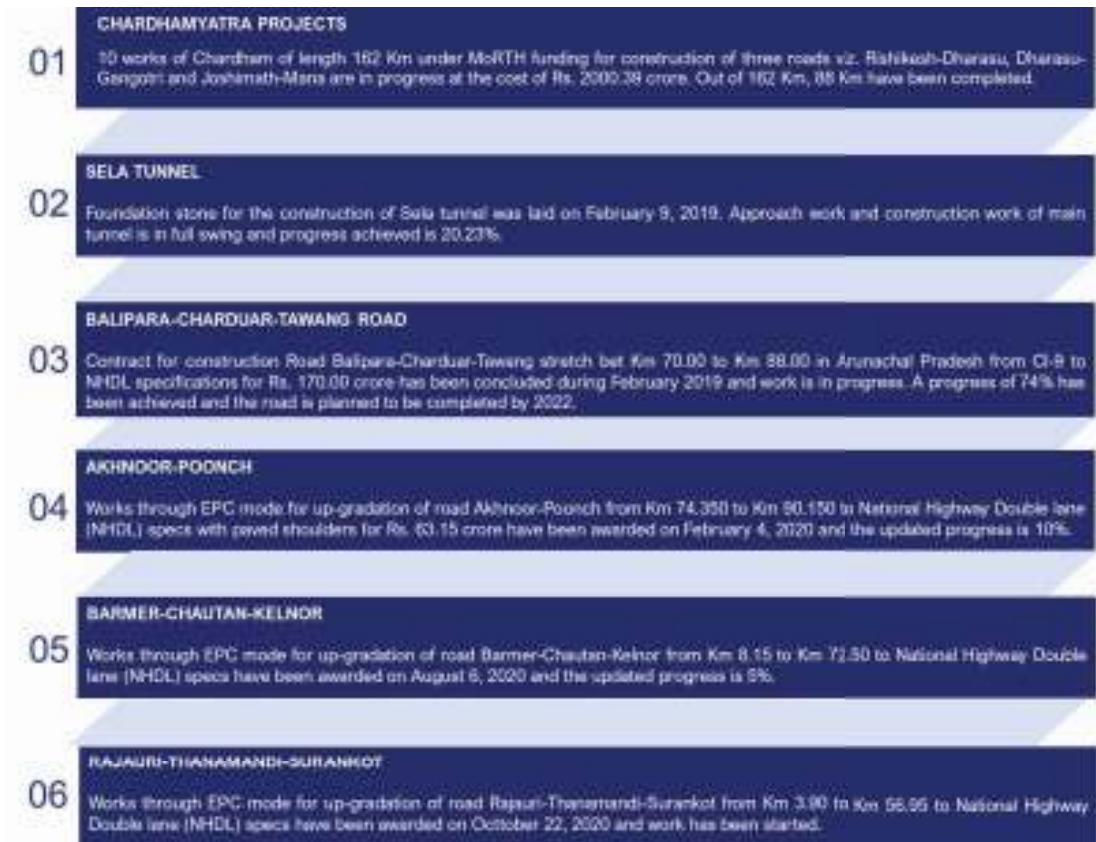 01
CHARDHAMYATRA PROJECTS
10 works of Chardham of length 162 Km under MoRTH funding for construction of three roads viz. Rishikesh-Dharasu, Dharasu-
Gangotri and Joshimath-Mana are in progress at the cost of Rs. 2000.39 crore. Out of 162 Km, 88 Km have been completed.
02
SELA TUNNEL
Foundation stone for the construction of Sela tunnel was laid on February 9, 2019. Approach work and construction work of main
tunnel is in full swing and progress achieved is 20.23%.
03
BALIPARA-CHARDUAR-TAWANG ROAD
Contract for construction Road Balipara-Charduar-Tawang stretch bet Km 70.00 to Km 88.00 in Arunachal Pradesh from Cl-9 to
NHDL specifications for Rs. 170.00 crore has been concluded during February 2019 and work is in progress. A progress of 74% has
been achieved and the road is planned to be completed by 2022.
04
AKHNOOR-POONCH
Works through EPC mode for up-gradation of road Akhnoor-Poonch from Km 74.350 to Km 90.150 to National Highway Double lane
(NHDL) specs with paved shoulders for Rs. 63.15 crore have been awarded on February 4, 2020 and the updated progress is 10%.
05
BARMER-CHAUTAN-KELNOR
Works through EPC mode for up-gradation of road Barmer-Chautan-Kelnor from Km 8.15 to Km 72.50 to National Highway Double
lane (NHDL) specs have been awarded on August 6, 2020 and the updated progress is 5%.
06
RAJAURI-THANAMANDI-SURANKOT
Works through EPC mode for up-gradation of road Rajauri-Thanamandi-Surankot from Km 3.90 to Km 56.95 to National Highway
Double lane (NHDL) specs have been awarded on Octtober 22, 2020 and work has been started.